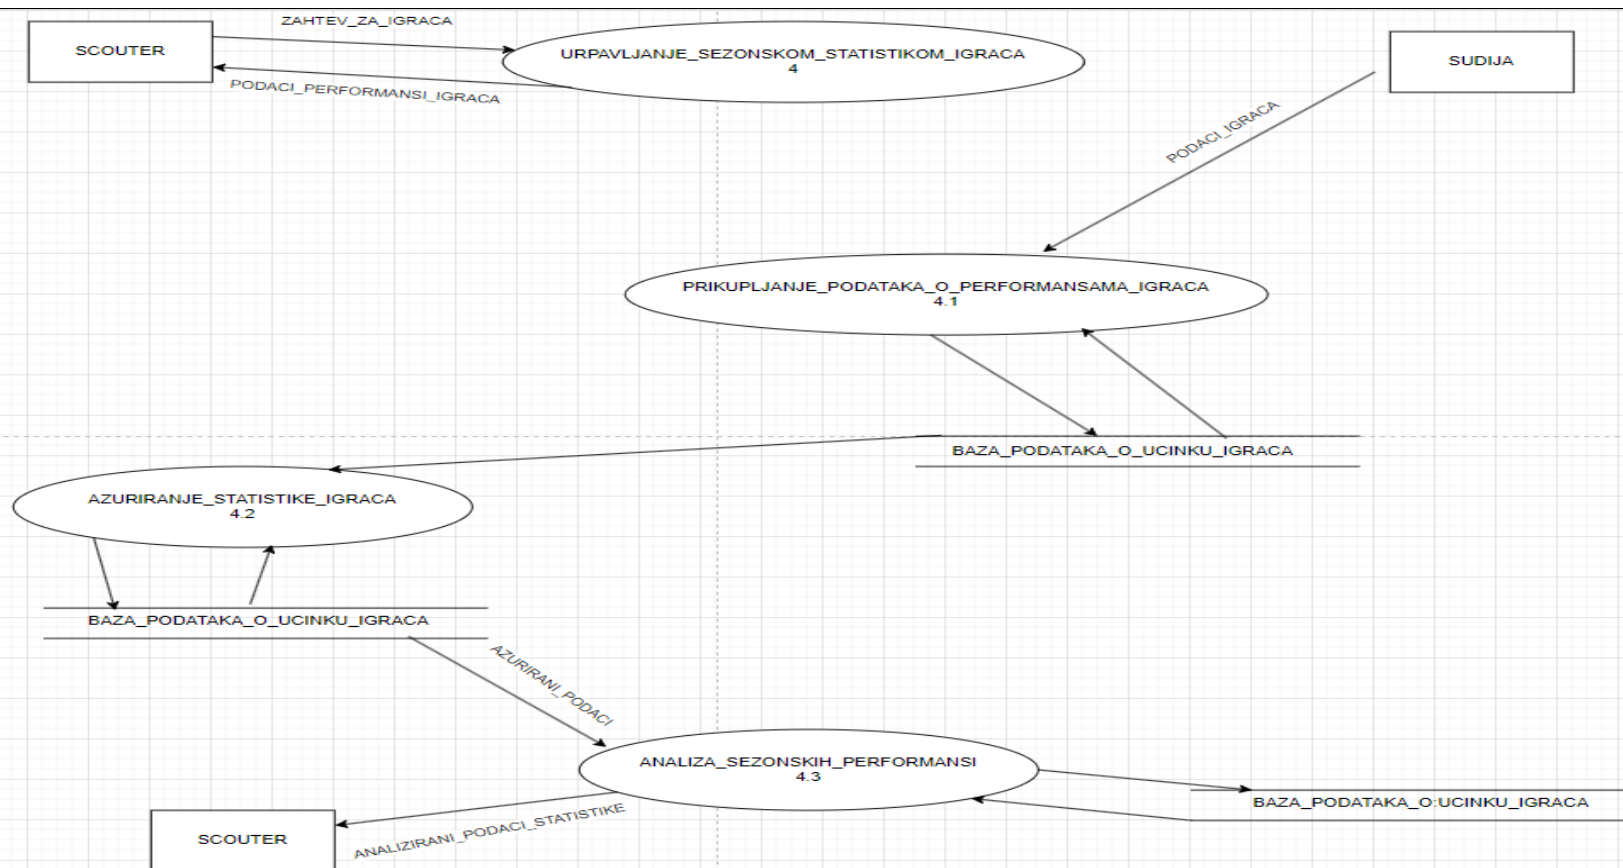 ZAHTEV_ZA_IGRACA
SCOUTER
URPAVLJANJE_SEZONSKOM_STATISTIKOM_IGRACA
4
SUDIJA
PODACI_PERFORMANSI_IGRACA
PODACI_IGRACA
PRIKUPLJANJE_PODATAKA_O_PERFORMANSAMA_IGRACA
4.1
BAZA_PODATAKA_O_UCINKU_IGRACA
AZURIRANJE_STATISTIKE_IGRACA
4.2
BAZA_PODATAKA_O_UCINKU_IGRACA
AZURIRANI_PODACI
ANALIZA_SEZONSKIH_PERFORMANSI
4.3
BAZA_PODATAKA_O:UCINKU_IGRACA
ANALIZIRANI_PODACI_STATISTIKE
SCOUTER